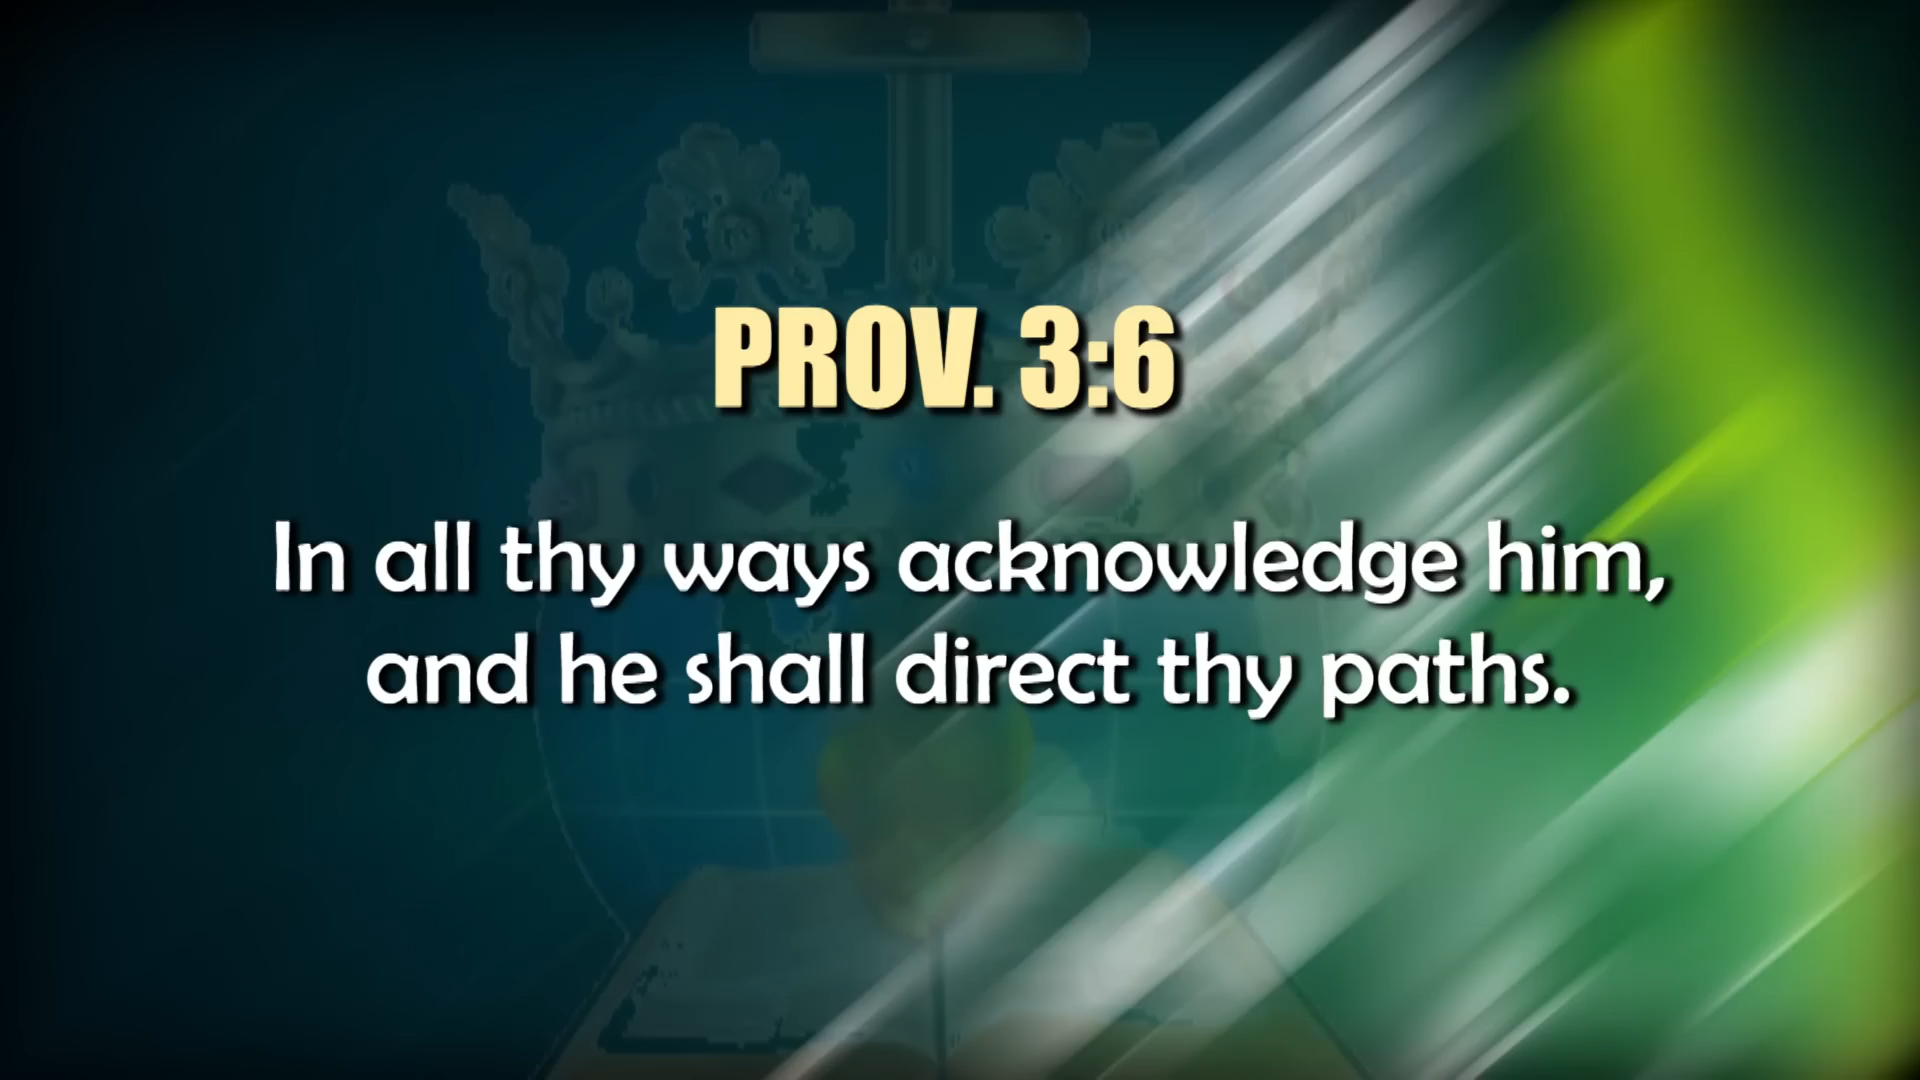 PROV. 3:6
In all thy ways acknowledge him,
and he shall direct thy paths.